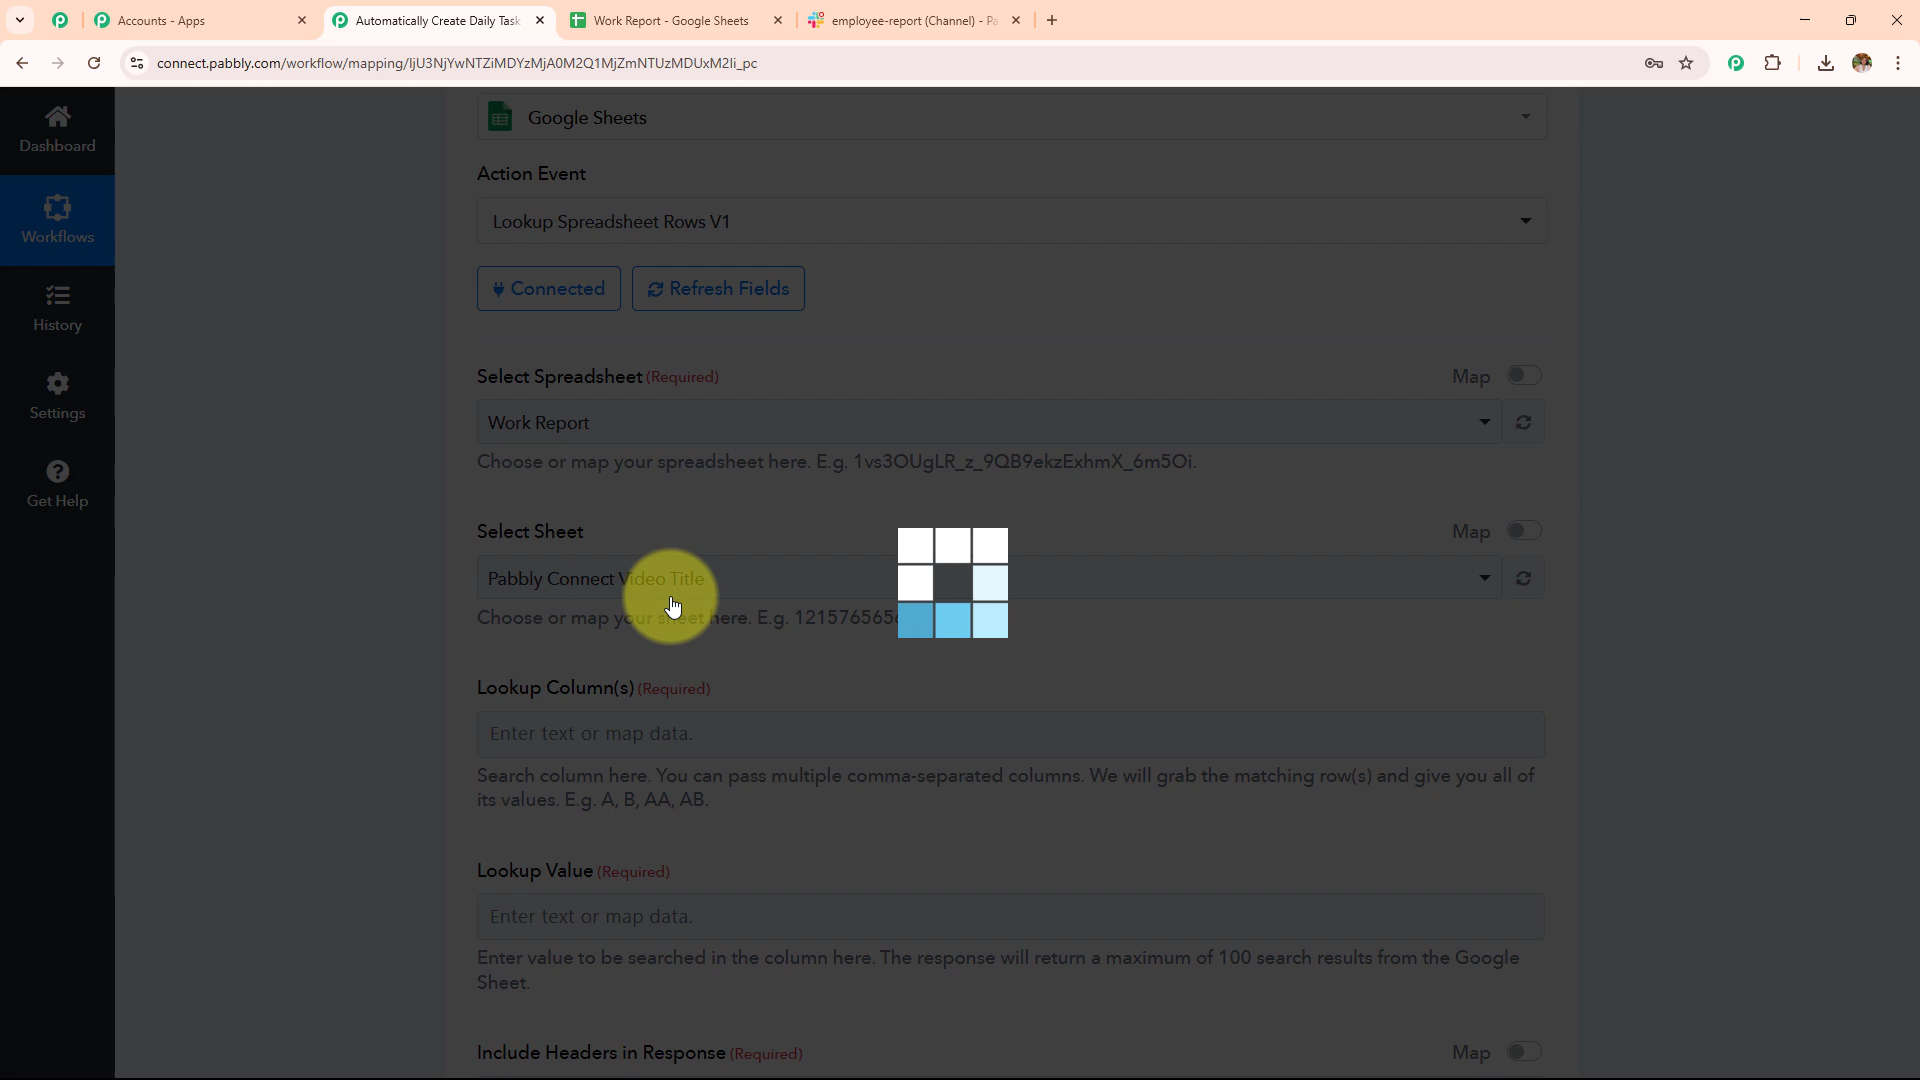 Accounts - Apps
Automatically Create Daily Task
Work Report - Google Sheets
employee-report (Channel) - Pa
connect.pabbly.com/workflow/mapping/IjU3NjYwNTZiMDYzMjA0M2Q1MjZmNTUzMDUxM2Ii_pc
Dashboard
Workflows
History
Settings
Get Help
Google Sheets
Action Event
Lookup Spreadsheet Rows V1
Connected
Refresh Fields
Select Spreadsheet (Required)
Map
Work Report
Choose or map your spreadsheet here. E.g. 1vs3OUgLR_z_9QB9ekzExhmX_6m5Oi.
Select Sheet
Map
Pabbly Connect Video Title
Choose or map your sheet here. E.g.
Lookup Column(s) (Required)
Enter text or map data.
Search column here. You can pass multiple comma-separated columns. We will grab the matching row(s) and give you all of
its values. E.g. A, B, AA, AB.
Lookup Value (Required)
Enter text or map data.
Enter value to be searched in the column here. The response will return a maximum of 100 search results from the Google
Sheet.
Include Headers in Response (Required)
Map